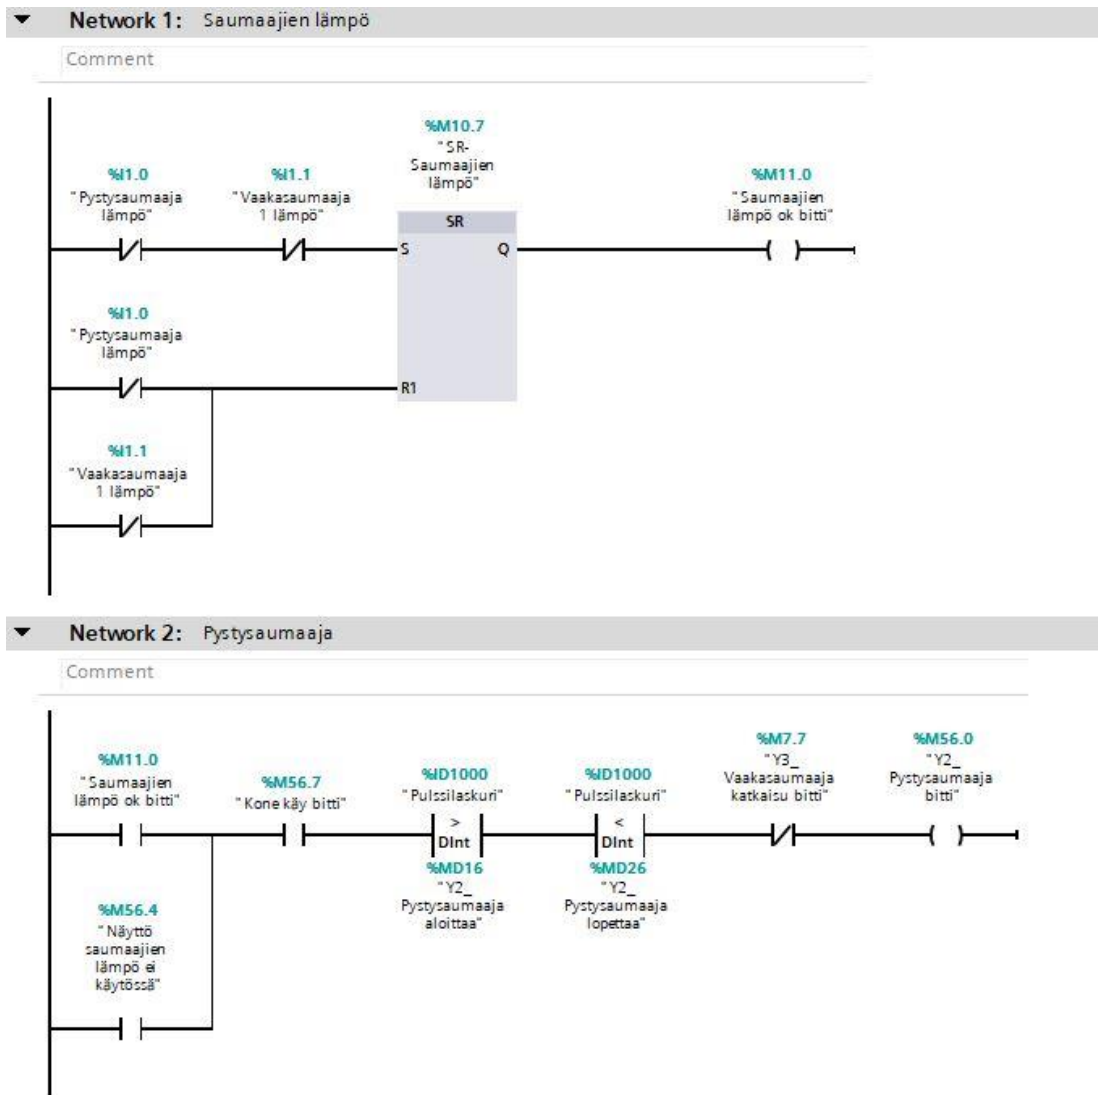 Network 1: Saumaajien lämpö
Comment
%M10.7
"SR-
Saumaajien
lämpö"
%I1.0
"Pystysaumaaja
lämpö"
%I1.1
"Vaakasaumaaja
1 lämpö"
%M11.0
"Saumaajien
lämpö ok bitti"
SR
S
Q
%I1.0
"Pystysaumaaja
lämpö"
R1
%I1.1
"Vaakasaumaaja
1 lämpö"
Network 2: Pystysaumaaja
Comment
%M11.0
"Saumaajien
lämpö ok bitti"
%M56.7
"Kone käy bitti"
%ID1000
"Pulssilaskuri"
>
DInt
%MD16
"Y2_
Pystysaumaaja
aloittaa"
%ID1000
"Pulssilaskuri"
<
DInt
%MD26
"Y2_
Pystysaumaaja
lopettaa"
%M7.7
"Y3_
Vaakasaumaaja
katkaisu bitti"
%M56.0
"Y2_
Pystysaumaaja
bitti"
%M56.4
"Näyttö
saumaajien
lämpö ei
käytössä"